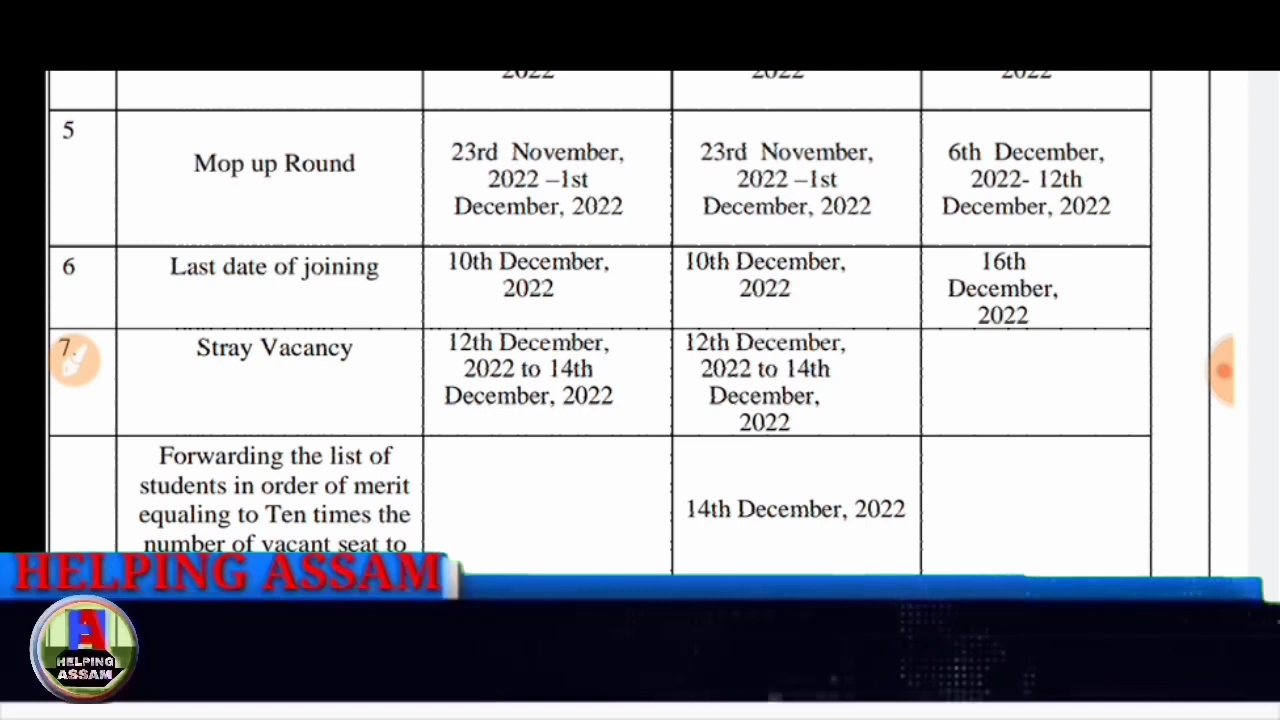 2022 2022 2022
5
Mop up Round
23rd November,
2022 –1st
December, 2022
23rd November,
2022 –1st
December, 2022
6th December,
2022- 12th
December, 2022
6
Last date of joining
10th December,
2022
10th December,
2022
16th
December,
2022
7.
Stray Vacancy
12th December,
2022 to 14th
December, 2022
12th December,
2022 to 14th
December,
2022
Forwarding the list of
students in order of merit
equaling to Ten times the
number of vacant seat to
14th December, 2022
HELPING ASSAM
HELPING
ASSAM